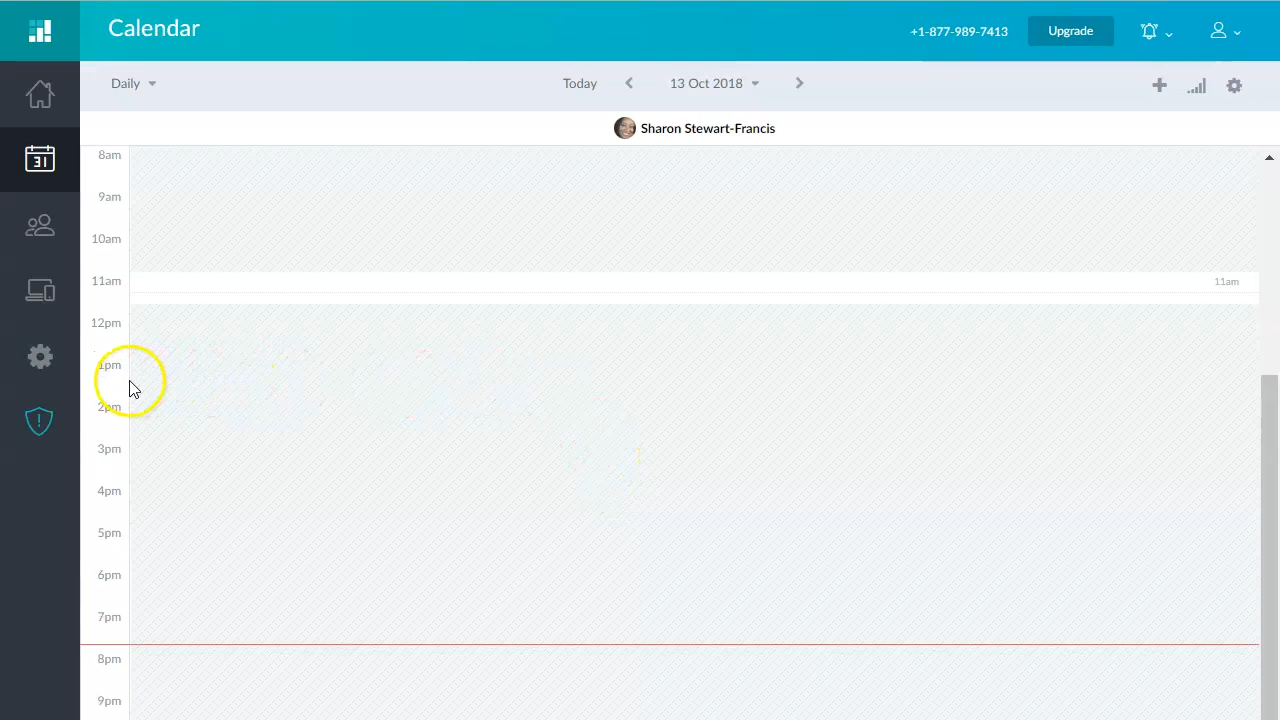 Calendar
+1-877-989-7413
Upgrade
Daily
Today
13 Oct 2018
31
Sharon Stewart-Francis
8am
9am
10am
11am
11am
12pm
1pm
2pm
3pm
4pm
5pm
6pm
7pm
8pm
9pm